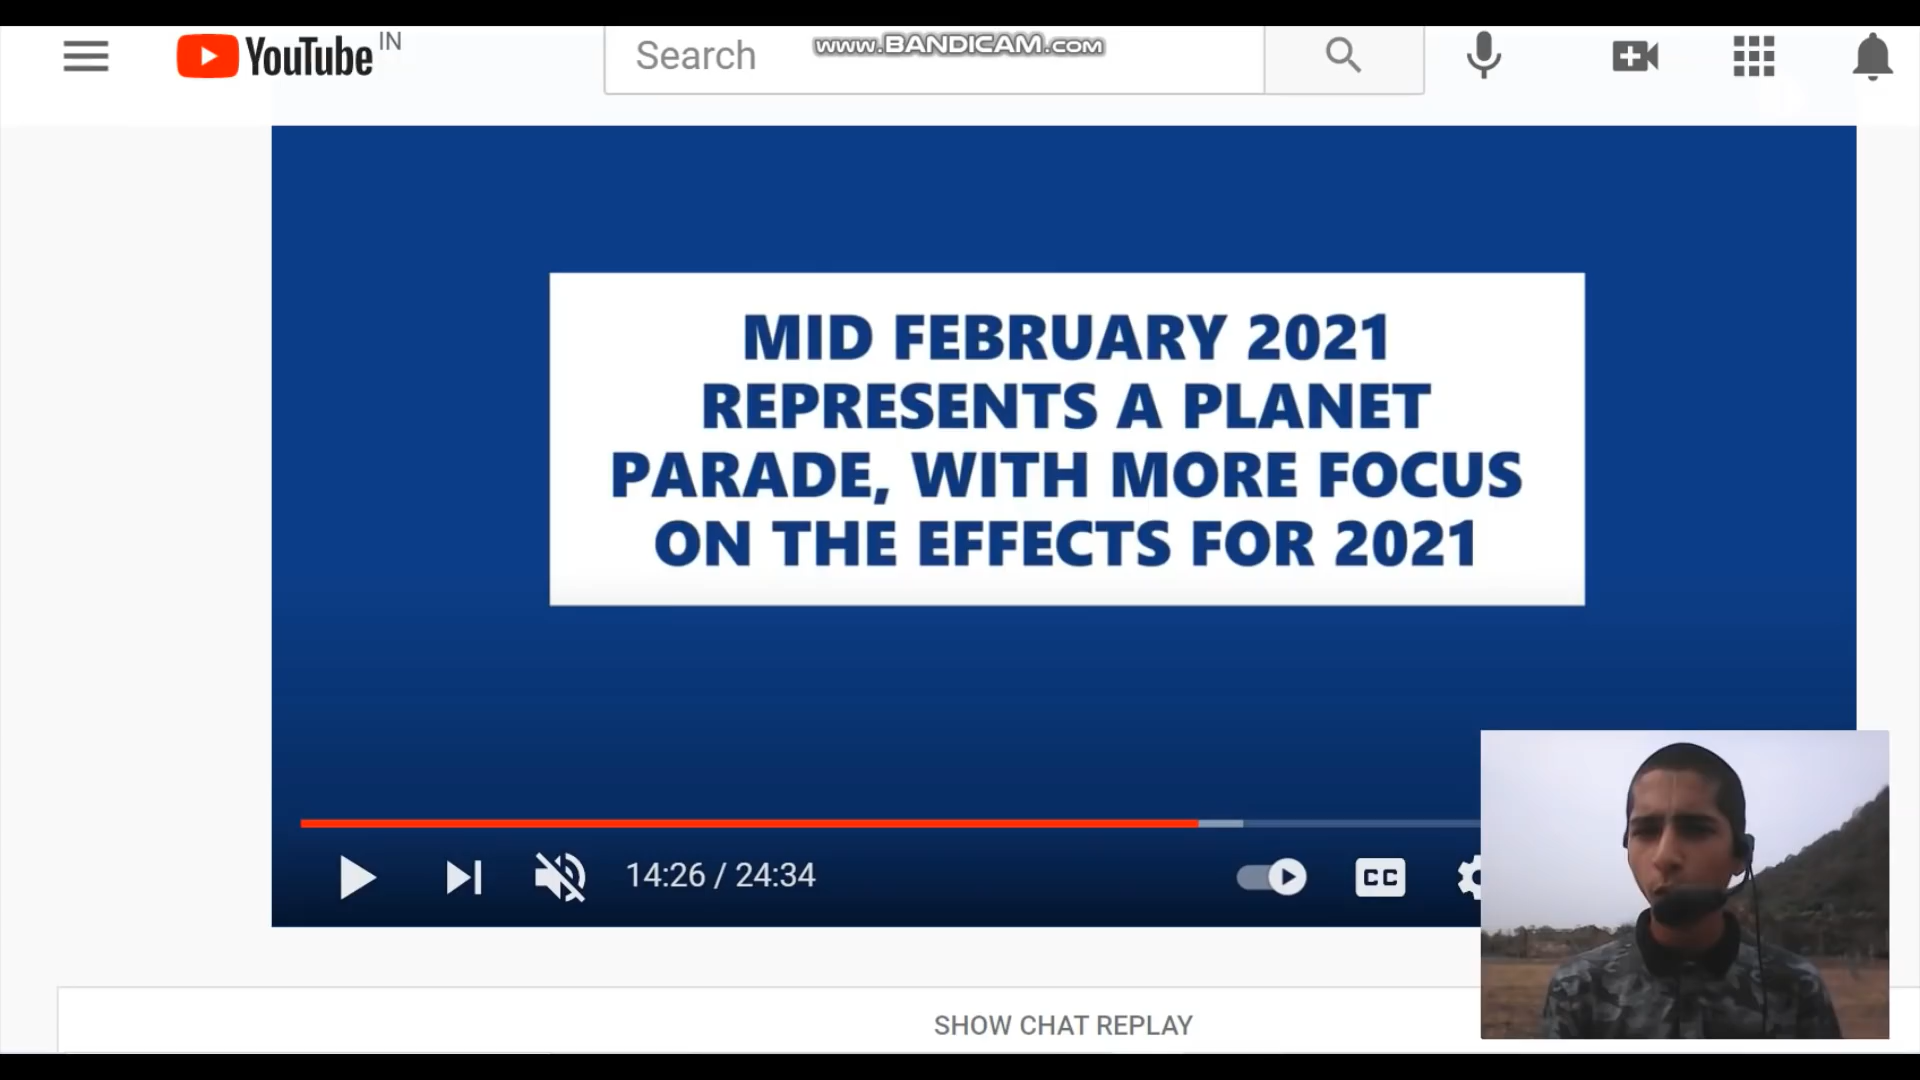 YouTube IN
Search
www.BANDICAM.com
MID FEBRUARY 2021
REPRESENTS A PLANET
PARADE, WITH MORE FOCUS
ON THE EFFECTS FOR 2021
14:26 / 24:34
CC
SHOW CHAT REPLAY